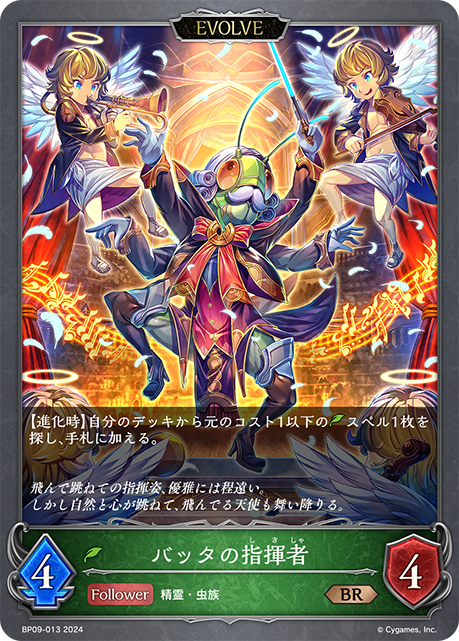 EVOLVE
【進化時】自分のデッキから元のコスト1以下のスペル1枚を
探し、手札に加える。
飛んで跳ねての指揮姿、優雅には程遠い。
しかし自然と心が跳ねて、飛んでる天使も舞い降りる。
しきしゃ
バッタの指揮者
4
Follower
精霊・虫族
BR
4
BP09-013 2024
© Cygames, Inc.